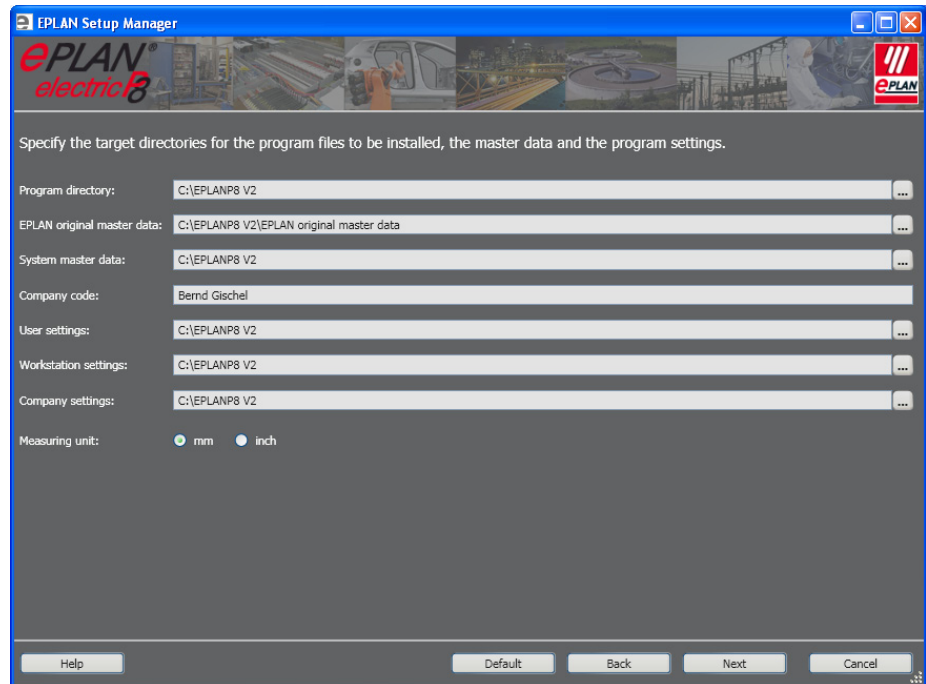 EPLAN Setup Manager
ePLAN®
electric P8
ePLAN
Specify the target directories for the program files to be installed, the master data and the program settings.
Program directory: C:\EPLANP8 V2 ...
EPLAN original master data: C:\EPLANP8 V2\EPLAN original master data ...
System master data: C:\EPLANP8 V2 ...
Company code: Bernd Gischel
User settings: C:\EPLANP8 V2 ...
Workstation settings: C:\EPLANP8 V2 ...
Company settings: C:\EPLANP8 V2 ...
Measuring unit: mm inch
Help Default Back Next Cancel